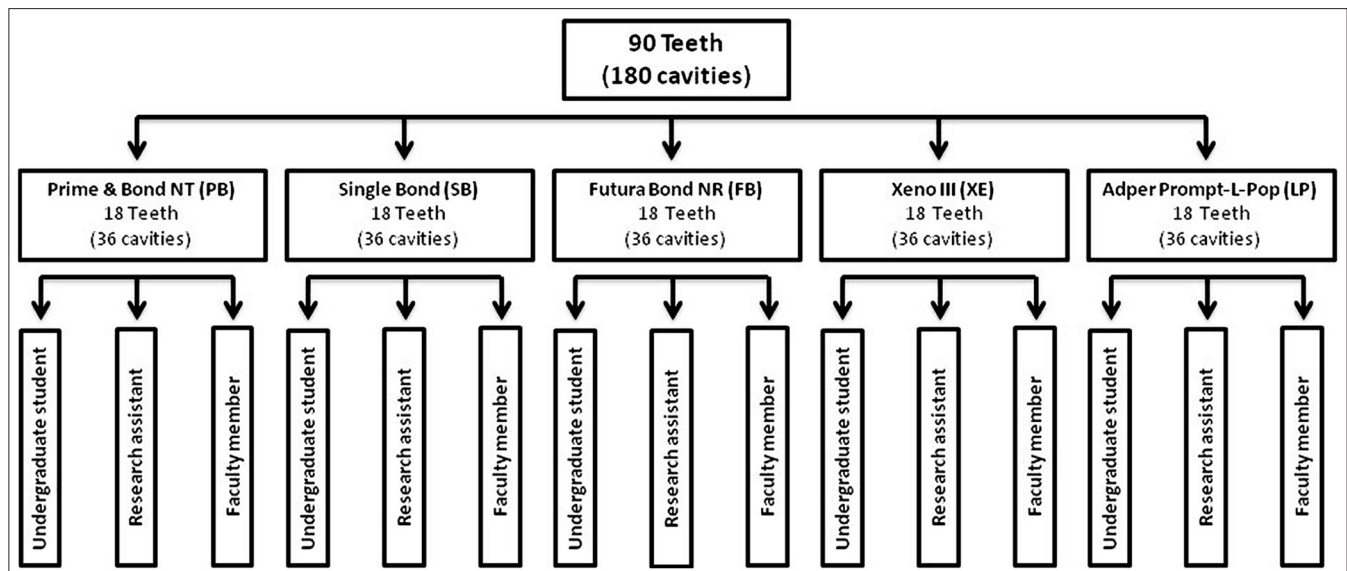 90 Teeth
(180 cavities)
Prime & Bond NT (PB)
18 Teeth
(36 cavities)
Single Bond (SB)
18 Teeth
(36 cavities)
Futura Bond NR (FB)
18 Teeth
(36 cavities)
Xeno III (XE)
18 Teeth
(36 cavities)
Adper Prompt-L-Pop (LP)
18 Teeth
(36 cavities)
Undergraduate student
Research assistant
Faculty member
Undergraduate student
Research assistant
Faculty member
Undergraduate student
Research assistant
Faculty member
Undergraduate student
Research assistant
Faculty member
Undergraduate student
Research assistant
Faculty member